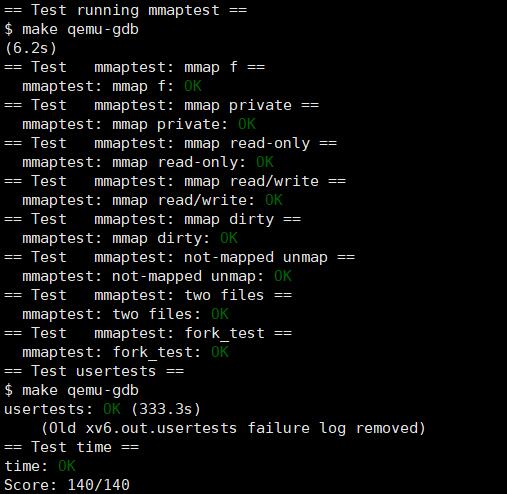 == Test running mmaptest ==
$ make qemu-gdb
(6.2s)
== Test   mmaptest: mmap f ==
  mmaptest: mmap f: OK
== Test   mmaptest: mmap private ==
  mmaptest: mmap private: OK
== Test   mmaptest: mmap read-only ==
  mmaptest: mmap read-only: OK
== Test   mmaptest: mmap read/write ==
  mmaptest: mmap read/write: OK
== Test   mmaptest: mmap dirty ==
  mmaptest: mmap dirty: OK
== Test   mmaptest: not-mapped unmap ==
  mmaptest: not-mapped unmap: OK
== Test   mmaptest: two files ==
  mmaptest: two files: OK
== Test   mmaptest: fork_test ==
  mmaptest: fork_test: OK
== Test usertests ==
$ make qemu-gdb
usertests: OK (333.3s)
    (Old xv6.out.usertests failure log removed)
== Test time ==
time: OK
Score: 140/140